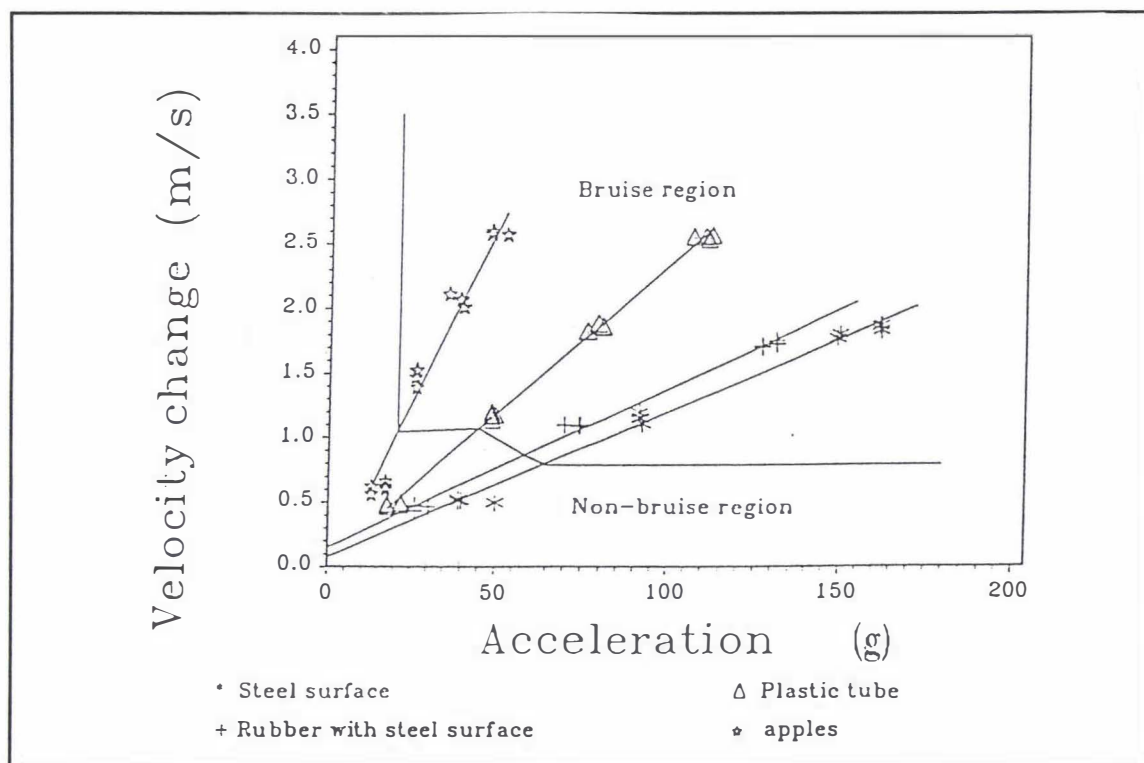 4.0
3.5
3.0
2.5
2.0
1.5
1.0
0.5
0.0
Velocity change (m/s)
Bruise region
Non-bruise region
0 50 100 150 200
Acceleration (g)
* Steel surface
△ Plastic tube
+ Rubber with steel surface
☆ apples